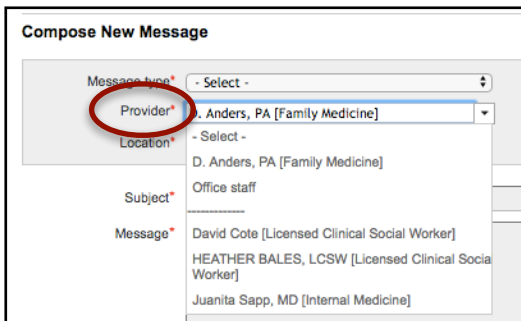 Compose New Message
Message type* - Select -
Provider* D. Anders, PA [Family Medicine]
Location* - Select -
D. Anders, PA [Family Medicine]
Office staff
Subject*
-------------
Message* David Cote [Licensed Clinical Social Worker]
HEATHER BALES, LCSW [Licensed Clinical Social
Worker]
Juanita Sapp, MD [Internal Medicine]